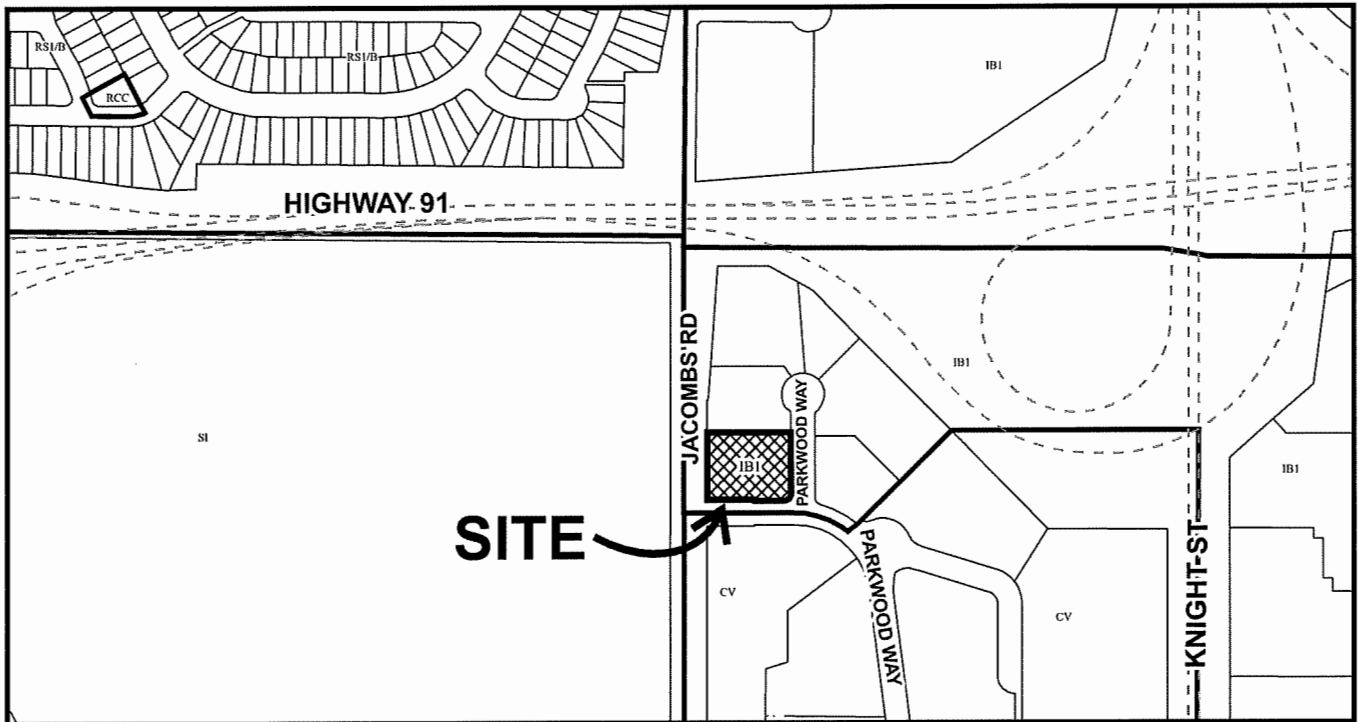 RS1/B
RS1/B
IB1
RCC
HIGHWAY 91
JACOMBS RD
IB1
PARKWOOD WAY
SI
IB1
IB1
SITE
PARKWOOD WAY
KNIGHT ST
CV
CV